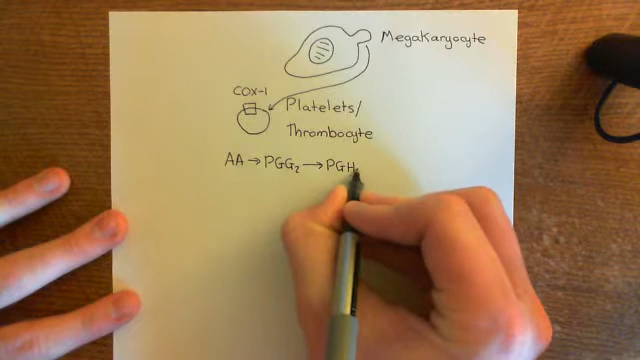 Megakaryocyte
COX-1
Platelets/
Thrombocyte
AA→PGG₂→PGH